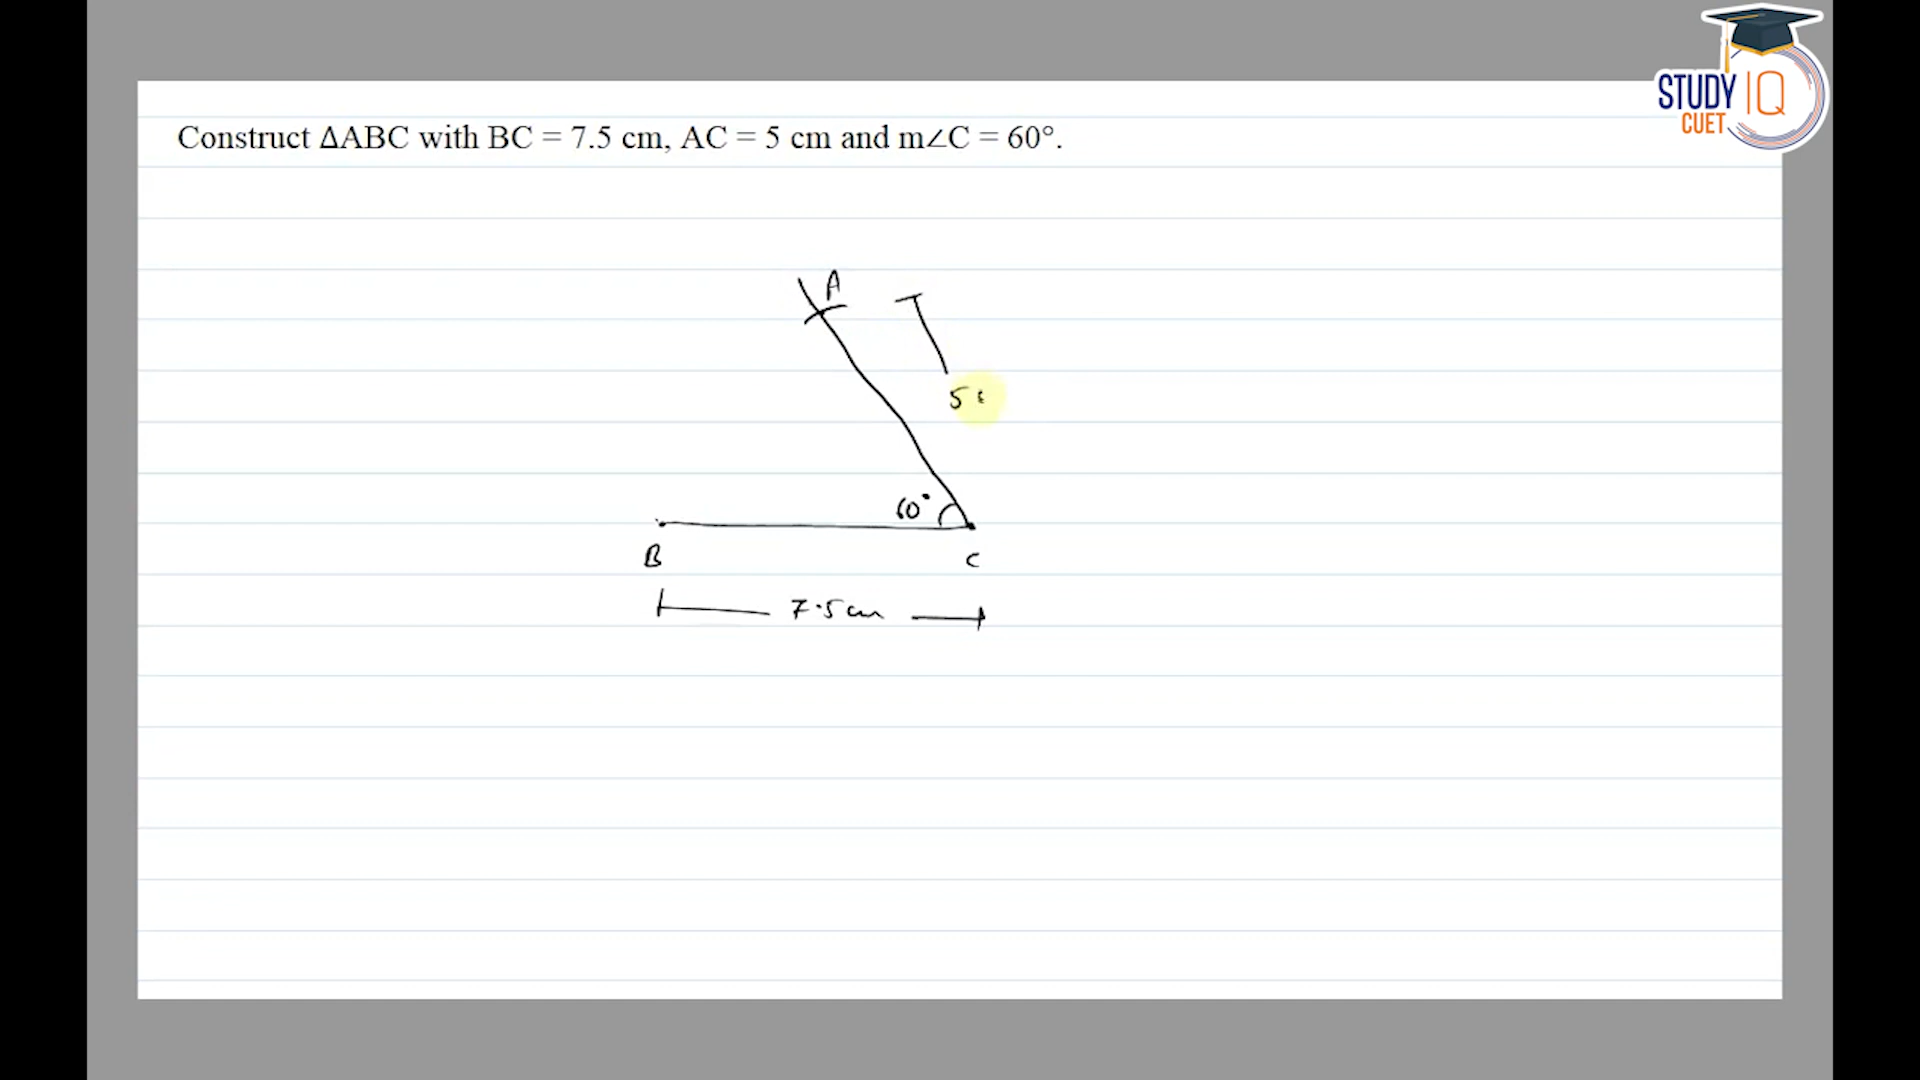 STUDY IQ
CUET
Construct ΔABC with BC = 7.5 cm, AC = 5 cm and m∠C = 60°.
A
5
60°
B C
7.5cm